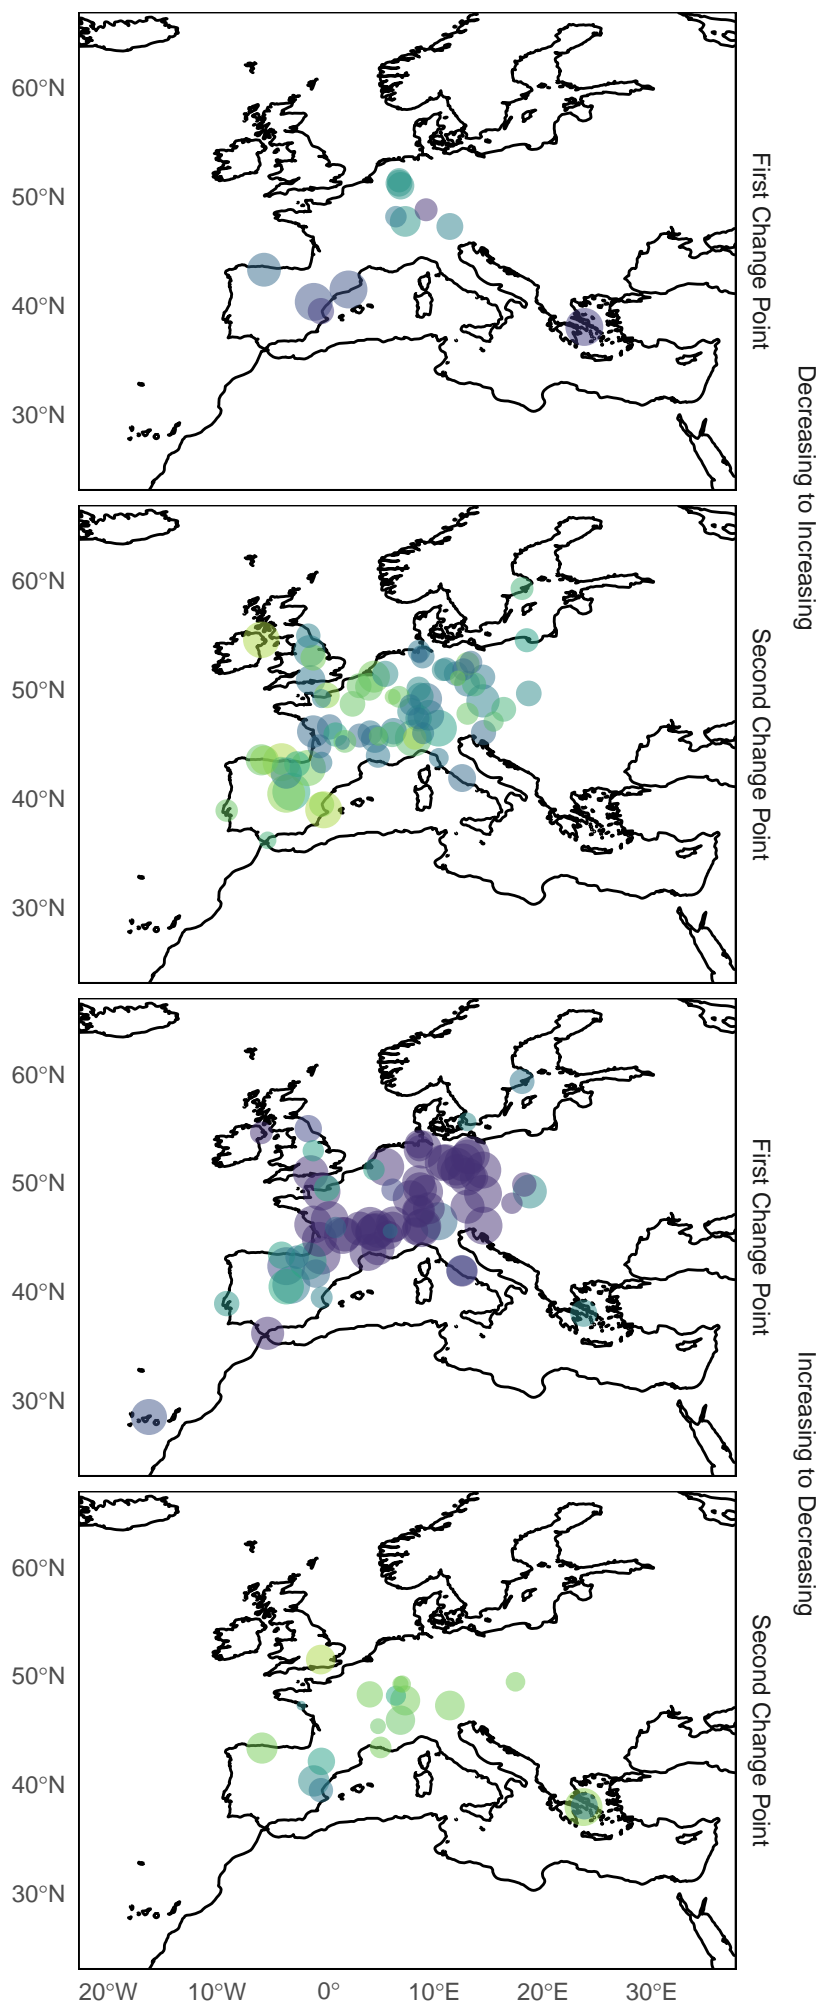 60°N
50°N
40°N
30°N
First Change Point
Decreasing to Increasing
60°N
50°N
40°N
30°N
Second Change Point
60°N
50°N
40°N
30°N
First Change Point
Increasing to Decreasing
60°N
50°N
40°N
30°N
Second Change Point
20°W 10°W 0° 10°E 20°E 30°E